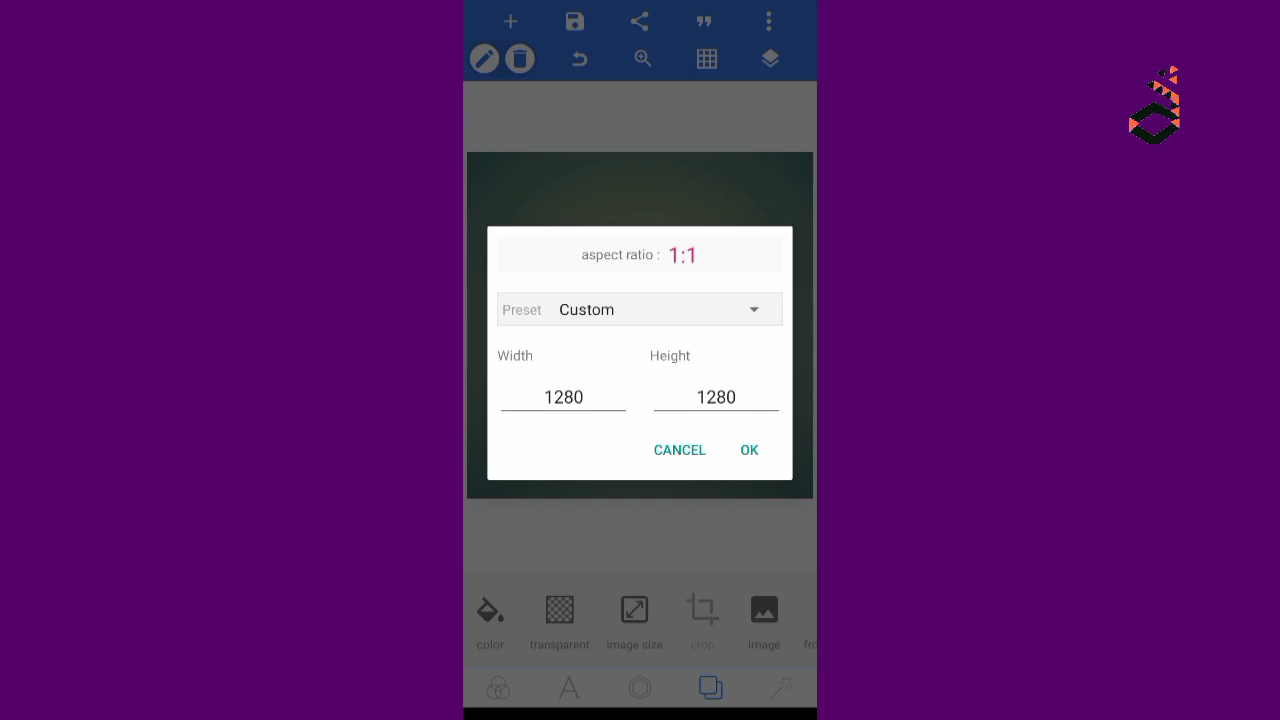 aspect ratio : 1:1
Preset Custom
Width Height
1280 1280
CANCEL OK
color transparent image size crop image